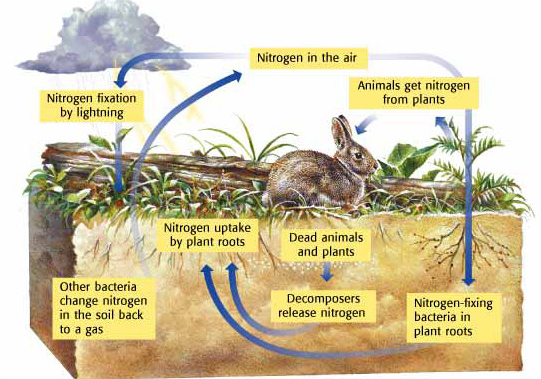 Nitrogen in the air
Animals get nitrogen
from plants
Nitrogen fixation
by lightning
Nitrogen uptake
by plant roots
Dead animals
and plants
Other bacteria
change nitrogen
in the soil back
to a gas
Decomposers
release nitrogen
Nitrogen-fixing
bacteria in
plant roots